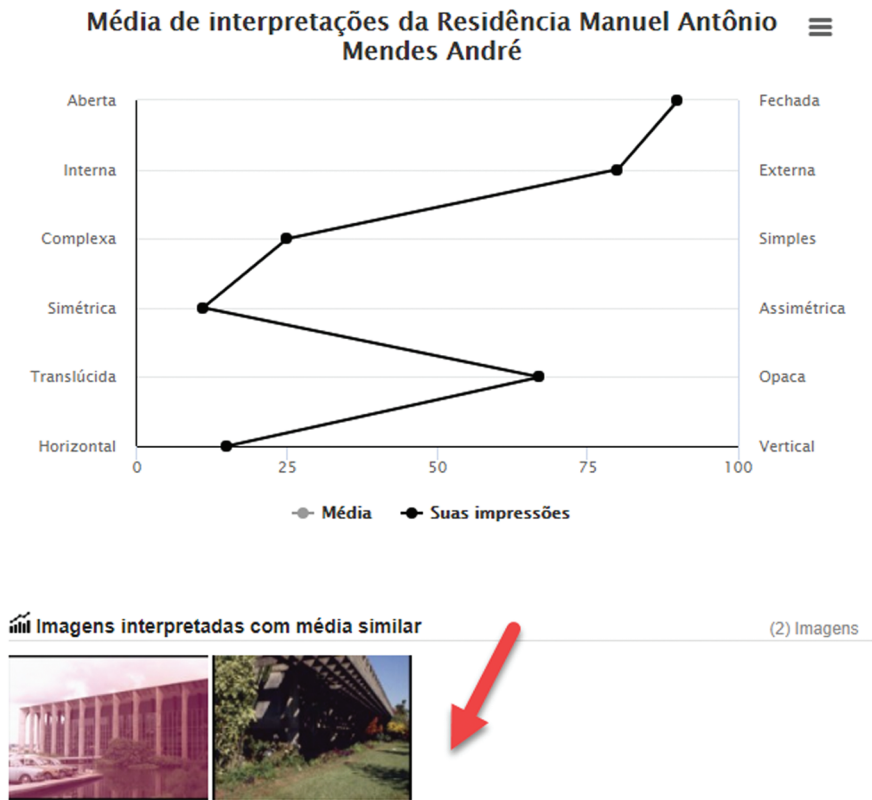 Média de interpretações da Residência Manuel Antônio
Mendes André
Aberta Fechada
Interna Externa
Complexa Simples
Simétrica Assimétrica
Translúcida Opaca
Horizontal Vertical
0 25 50 75 100
Média Suas impressões
Imagens interpretadas com média similar (2) Imagens